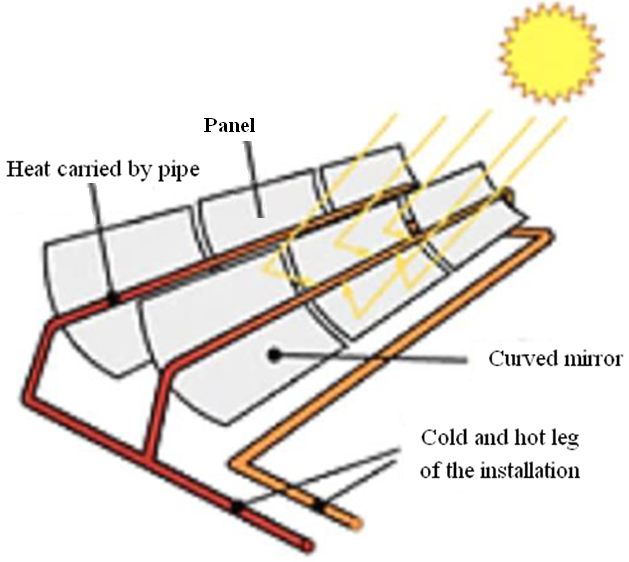 Panel
Heat carried by pipe
Curved mirror
Cold and hot leg
of the installation